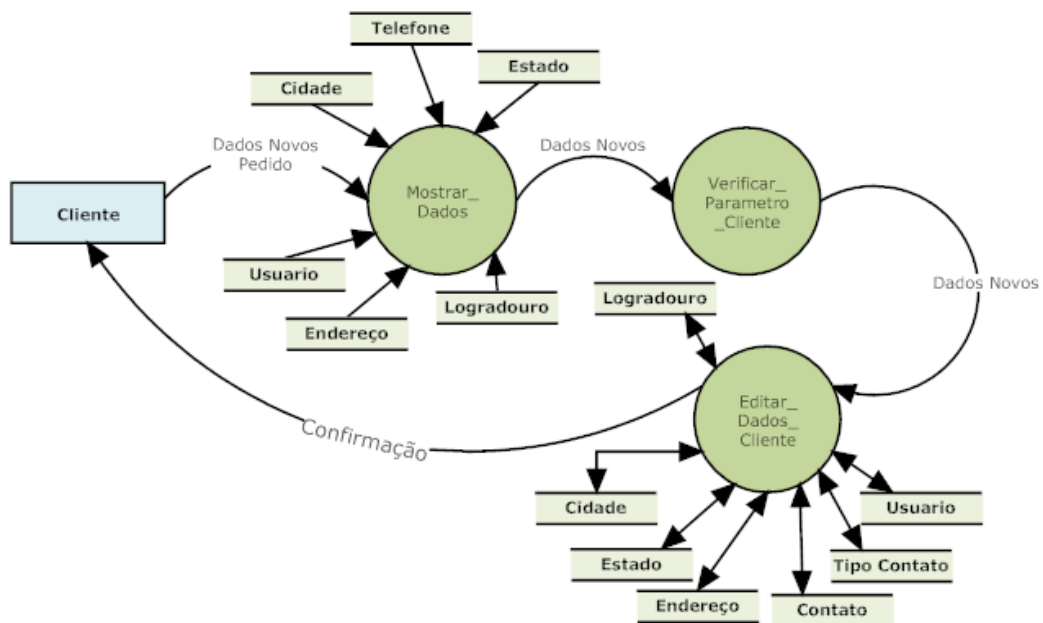 Telefone
Estado
Cidade
Dados Novos
Pedido
Dados Novos
Mostrar_
Dados
Verificar_
Parametro
_Cliente
Cliente
Usuario
Logradouro
Endereço
Dados Novos
Logradouro
Editar_
Dados_
Cliente
Confirmação
Cidade
Usuario
Estado
Tipo Contato
Endereço
Contato